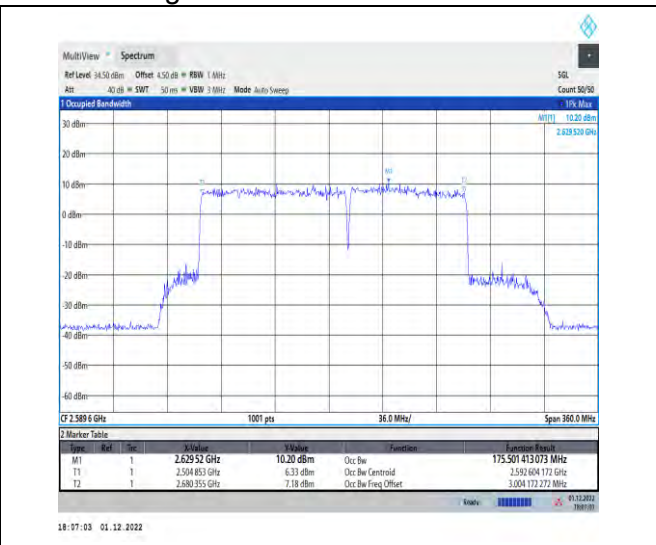 MultiView Spectrum
Ref Level 34.50 dBm Offset 4.50 dB RBW 1 MHz SGL
Att 40 dB SWT 50 ms VBW 3 MHz Mode Auto Sweep Count 50/50
1 Occupied Bandwidth 1Pk Max
M1[1] 10.20 dBm
2.629 520 GHz
30 dBm
20 dBm
M1
T1 T2
10 dBm
0 dBm
-10 dBm
-20 dBm
-30 dBm
-40 dBm
-50 dBm
-60 dBm
CF 2.589 6 GHz 1001 pts 36.0 MHz/ Span 360.0 MHz
2 Marker Table
Type Ref Trc X-Value Y-Value Function Function Result
M1 1 2.629 52 GHz 10.20 dBm Occ Bw 175.501 413 073 MHz
T1 1 2.504 853 GHz 6.33 dBm Occ Bw Centroid 2.592 604 172 GHz
T2 1 2.680 355 GHz 7.18 dBm Occ Bw Freq Offset 3.004 172 272 MHz
Ready 01.12.2022
18:07:03
18:07:03 01.12.2022